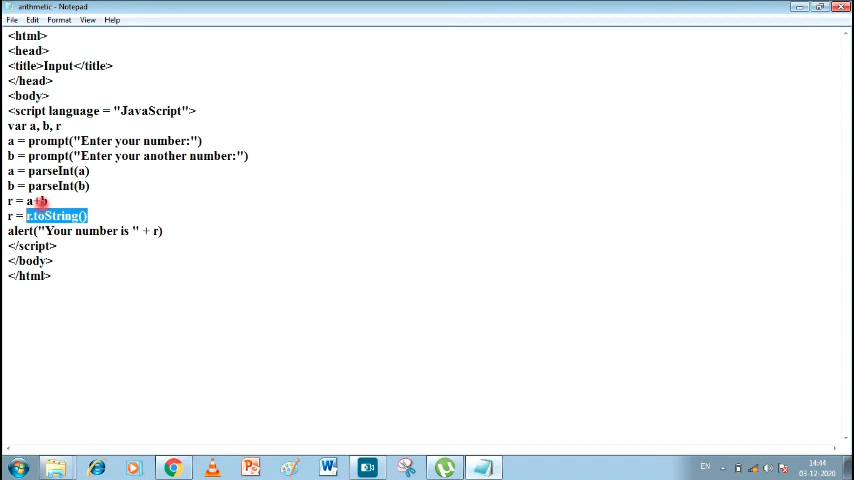 arithmetic - Notepad
File Edit Format View Help
<html>
<head>
<title>Input</title>
</head>
<body>
<script language = "JavaScript">
var a, b, r
a = prompt("Enter your number:")
b = prompt("Enter your another number:")
a = parseInt(a)
b = parseInt(b)
r = a+b
r = r.toString()
alert("Your number is " + r)
</script>
</body>
</html>
EN
14:44
03-12-2020